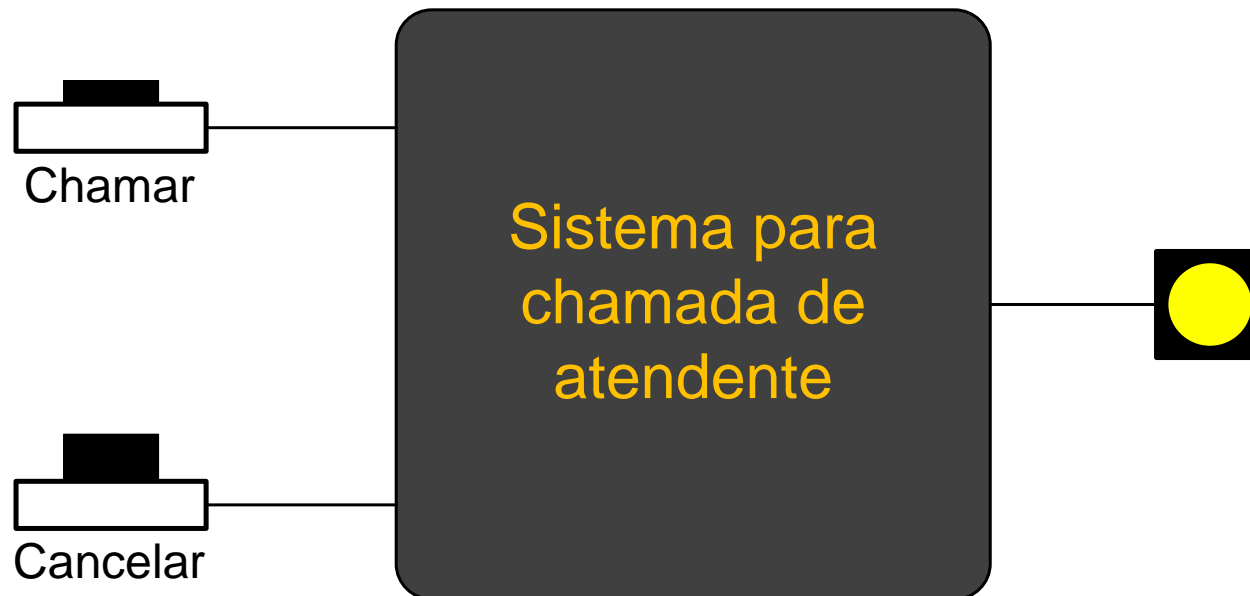 Chamar
Sistema para
chamada de
atendente
Cancelar